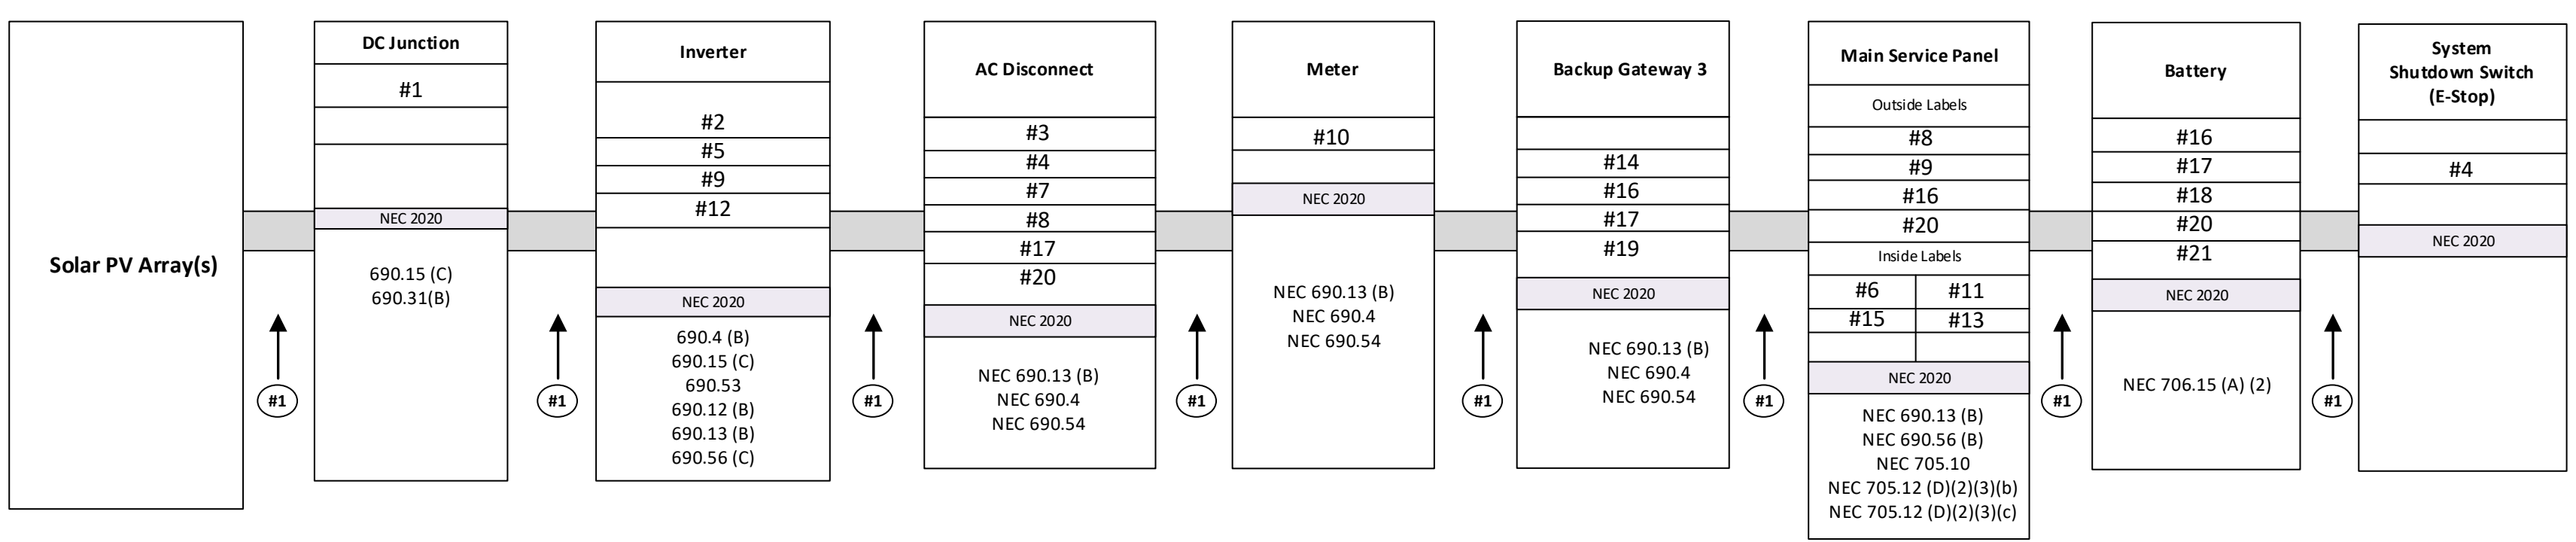 Solar PV Array(s)
#1
DC Junction
#1
NEC 2020
690.15 (C)
690.31(B)
#1
Inverter
#2
#5
#9
#12
NEC 2020
690.4 (B)
690.15 (C)
690.53
690.12 (B)
690.13 (B)
690.56 (C)
#1
AC Disconnect
#3
#4
#7
#8
#17
#20
NEC 2020
NEC 690.13 (B)
NEC 690.4
NEC 690.54
#1
Meter
#10
NEC 2020
NEC 690.13 (B)
NEC 690.4
NEC 690.54
#1
Backup Gateway 3
#14
#16
#17
#19
NEC 2020
NEC 690.13 (B)
NEC 690.4
NEC 690.54
#1
Main Service Panel
Outside Labels
#8
#9
#16
#20
Inside Labels
#6 #11
#15 #13
NEC 2020
NEC 690.13 (B)
NEC 690.56 (B)
NEC 705.10
NEC 705.12 (D)(2)(3)(b)
NEC 705.12 (D)(2)(3)(c)
#1
Battery
#16
#17
#18
#20
#21
NEC 2020
NEC 706.15 (A) (2)
#1
System
Shutdown Switch
(E-Stop)
#4
NEC 2020